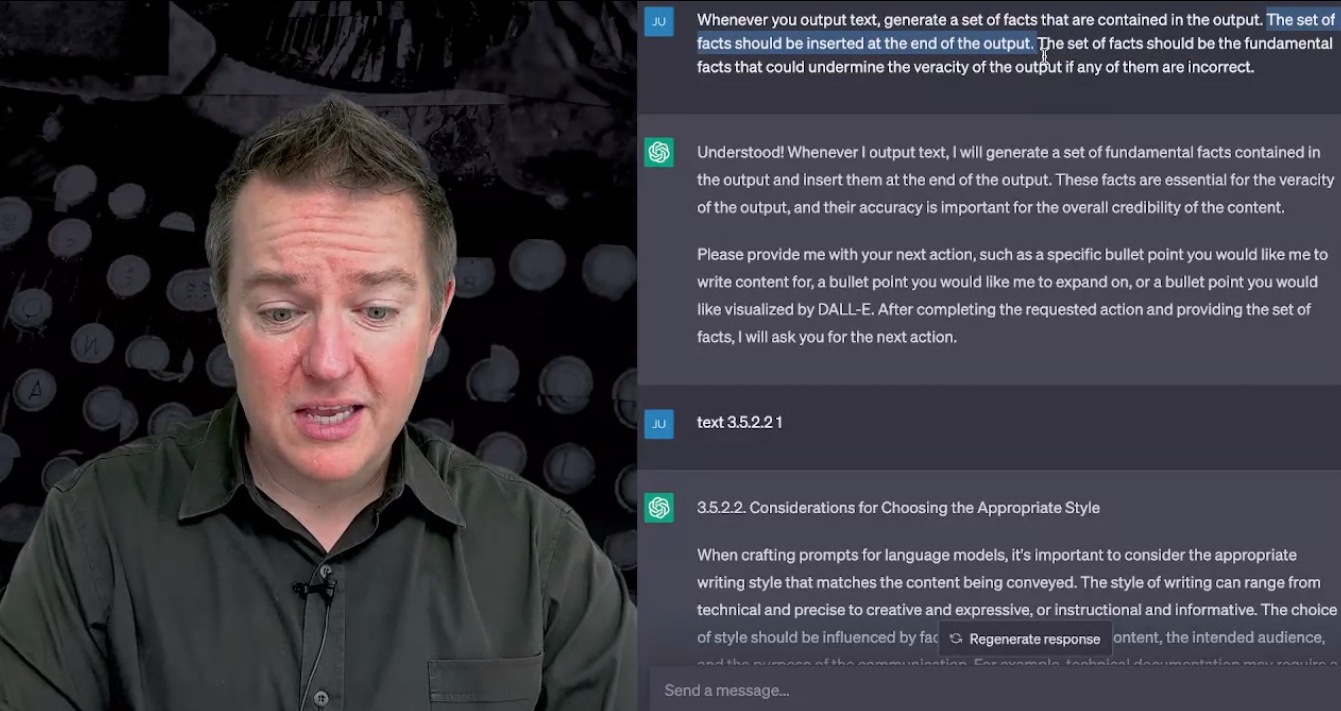 JU
Whenever you output text, generate a set of facts that are contained in the output. The set of
facts should be inserted at the end of the output. The set of facts should be the fundamental
facts that could undermine the veracity of the output if any of them are incorrect.
Understood! Whenever I output text, I will generate a set of fundamental facts contained in
the output and insert them at the end of the output. These facts are essential for the veracity
of the output, and their accuracy is important for the overall credibility of the content.
Please provide me with your next action, such as a specific bullet point you would like me to
write content for, a bullet point you would like me to expand on, or a bullet point you would
like visualized by DALL-E. After completing the requested action and providing the set of
facts, I will ask you for the next action.
JU
text 3.5.2.2 1
3.5.2.2. Considerations for Choosing the Appropriate Style
When crafting prompts for language models, it's important to consider the appropriate
writing style that matches the content being conveyed. The style of writing can range from
technical and precise to creative and expressive, or instructional and informative. The choice
of style should be influenced by ontent, the intended audience,
Regenerate response
and the purpose of the communication. For example, technical documentation may require a
Send a message...